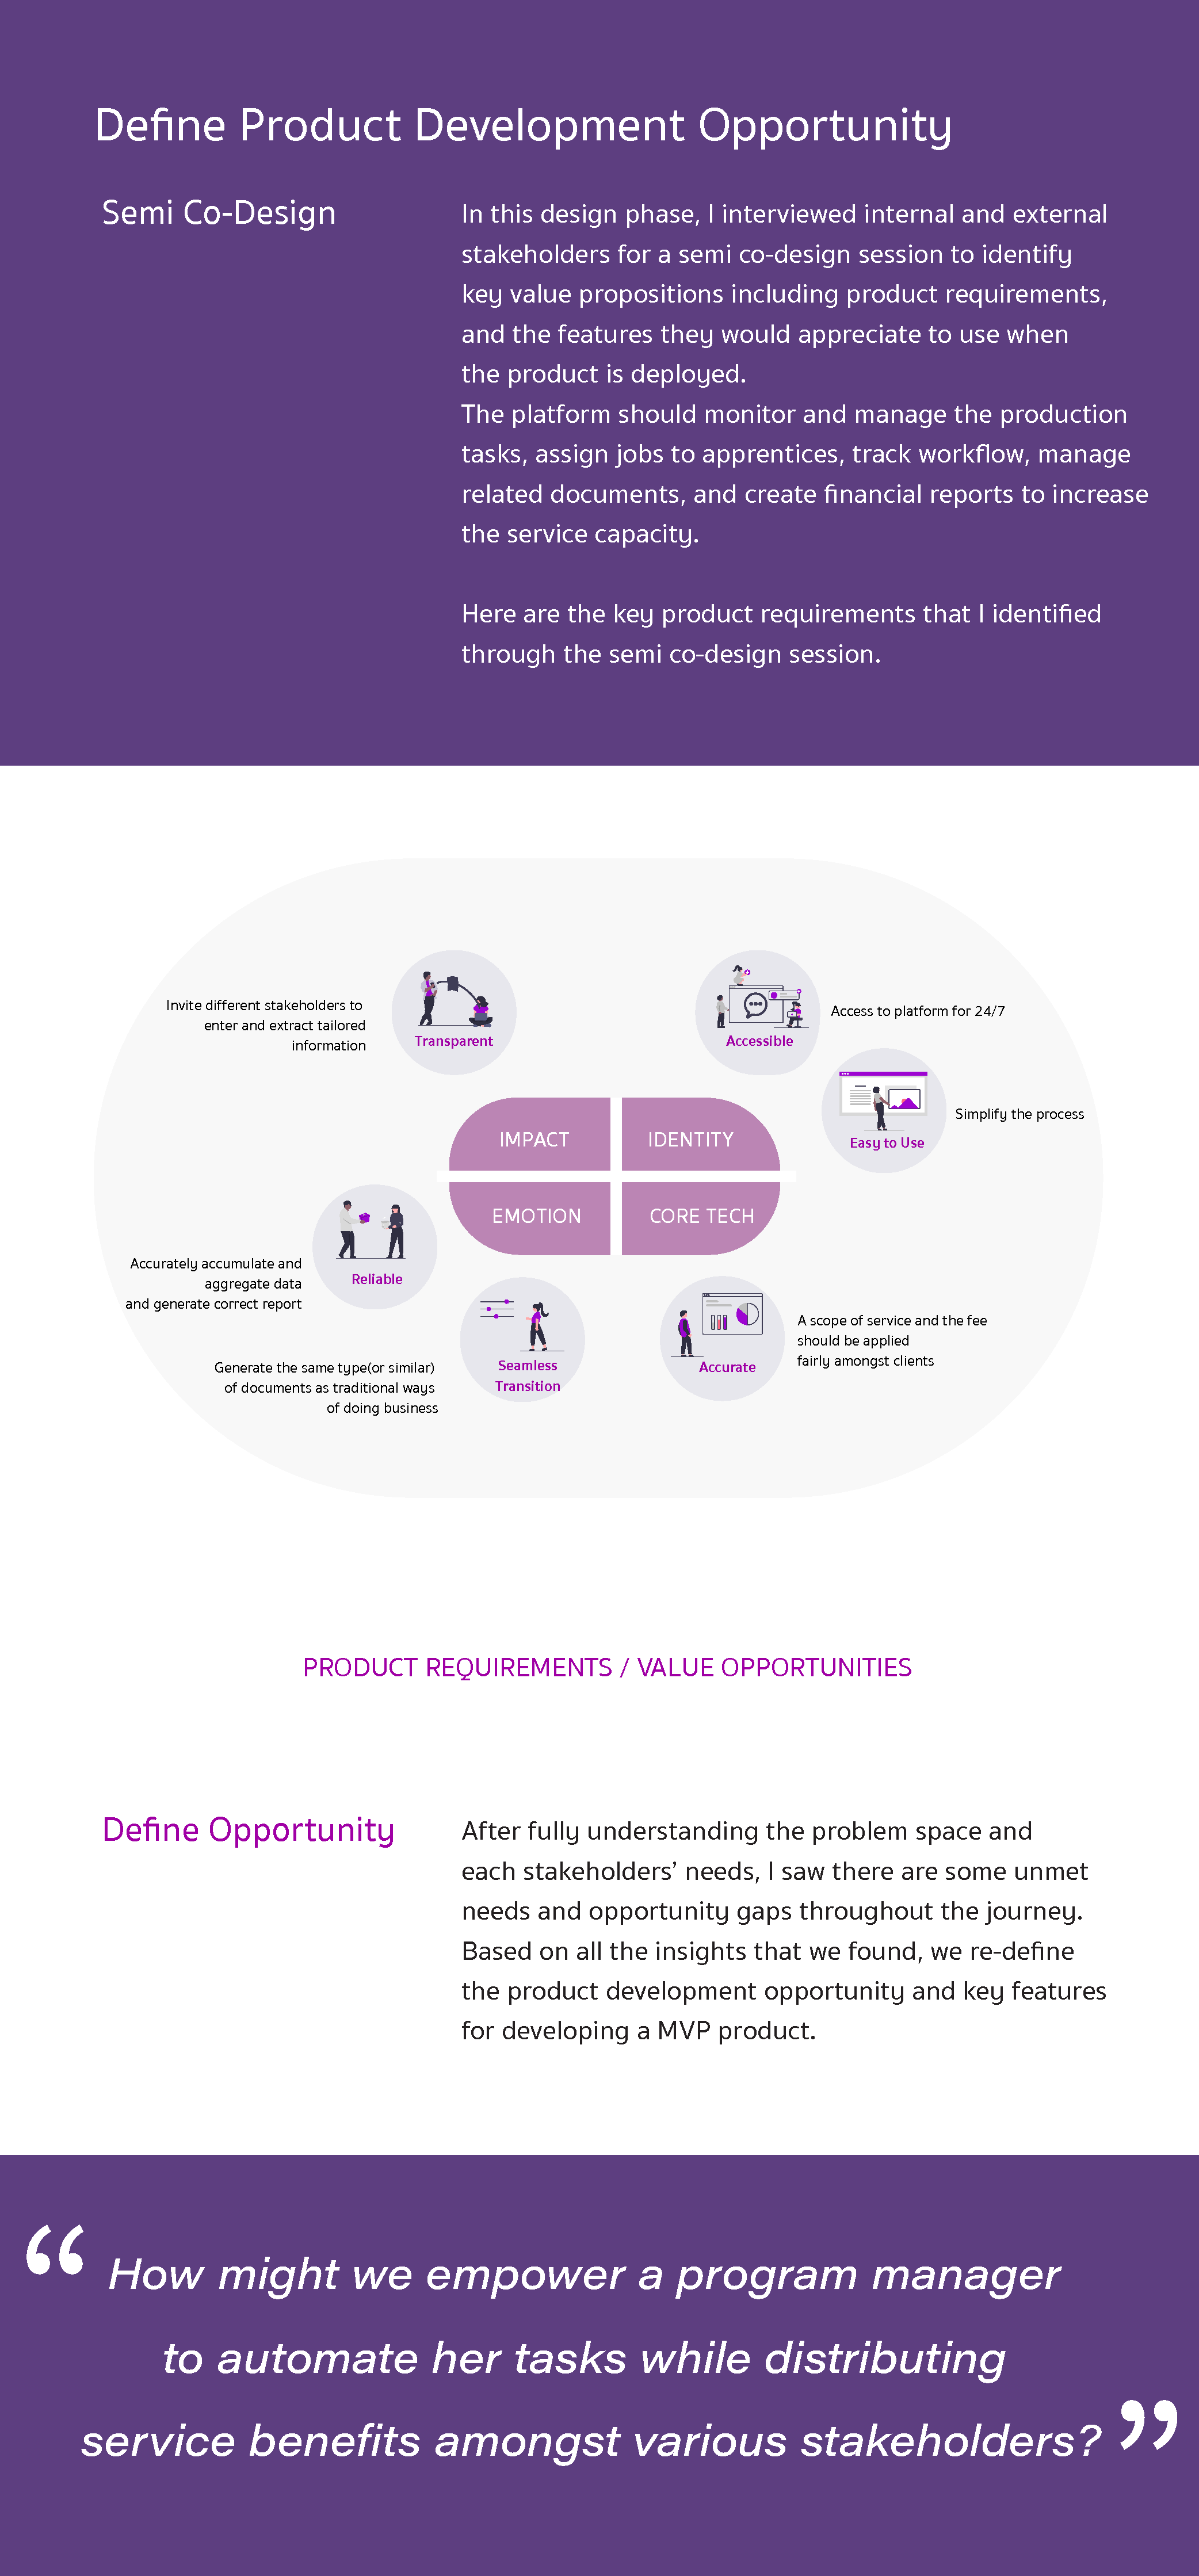 Define Product Development Opportunity
Semi Co-Design
In this design phase, I interviewed internal and external
stakeholders for a semi co-design session to identify
key value propositions including product requirements,
and the features they would appreciate to use when
the product is deployed.
The platform should monitor and manage the production
tasks, assign jobs to apprentices, track workflow, manage
related documents, and create financial reports to increase
the service capacity.
Here are the key product requirements that I identified
through the semi co-design session.
Invite different stakeholders to
enter and extract tailored
information
Transparent
Accessible
Access to platform for 24/7
Easy to Use
Simplify the process
IMPACT
IDENTITY
EMOTION
CORE TECH
Accurately accumulate and
aggregate data
and generate correct report
Reliable
Generate the same type(or similar)
of documents as traditional ways
of doing business
Seamless
Transition
Accurate
A scope of service and the fee
should be applied
fairly amongst clients
PRODUCT REQUIREMENTS / VALUE OPPORTUNITIES
Define Opportunity
After fully understanding the problem space and
each stakeholders’ needs, I saw there are some unmet
needs and opportunity gaps throughout the journey.
Based on all the insights that we found, we re-define
the product development opportunity and key features
for developing a MVP product.
“ How might we empower a program manager
to automate her tasks while distributing
service benefits amongst various stakeholders? ”